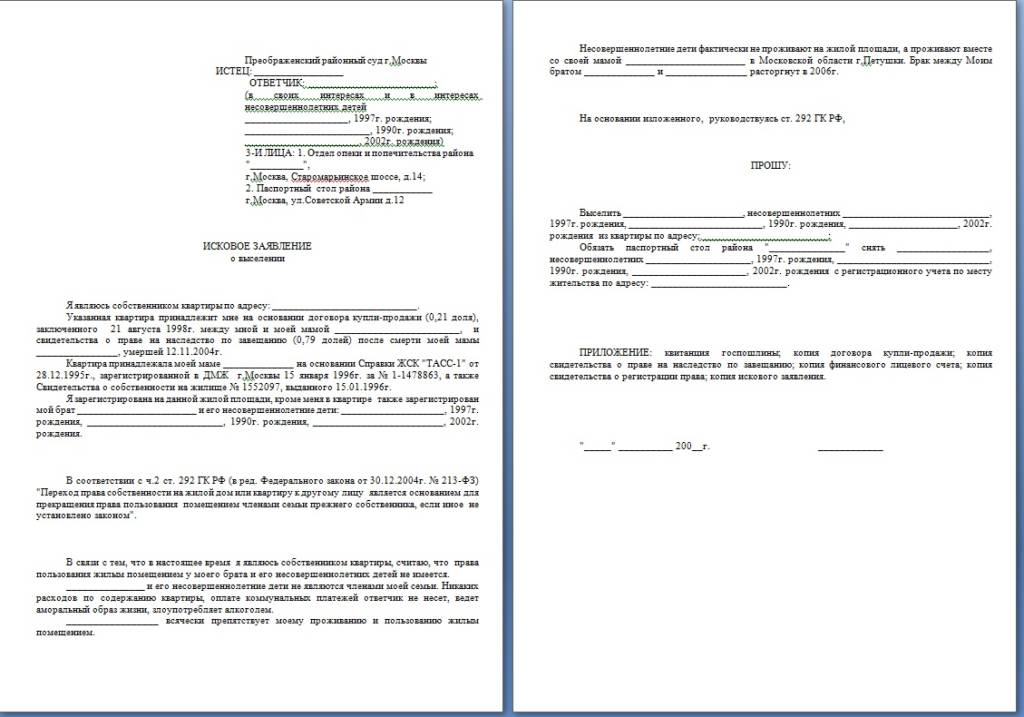 Преображенский районный суд г.Москвы
ИСТЕЦ: __________________
ОТВЕТЧИК: __________________________;
(в своих интересах и в интересах
несовершеннолетних детей
_____________________, 1997г. рождения;
_________________________, 1990г. рождения;
_______________________, 2002г. рождения)
3-И ЛИЦА: 1. Отдел опеки и попечительства района
"___________",
г.Москва, Старомарьинское шоссе, д.14;
2. Паспортный стол района ____________
г.Москва, ул.Советской Армии д.12
ИСКОВОЕ ЗАЯВЛЕНИЕ
о выселении
Я являюсь собственником квартиры по адресу: _____________________________.
Указанная квартира принадлежит мне на основании договора купли-продажи (0,21 доля),
заключенного 21 августа 1998г. между мной и моей мамой _________________________, и
свидетельства о праве на наследство по завещанию (0,79 долей) после смерти моей мамы
________________, умершей 12.11.2004г.
Квартира принадлежала моей маме ______________ на основании Справки ЖСК "ТАСС-1" от
28.12.1995г., зарегистрированной в ДМЖ г.Москвы 15 января 1996г. за № 1-1478863, а также
Свидетельства о собственности на жилище № 1552097, выданного 15.01.1996г.
Я зарегистрирована на данной жилой площади, кроме меня в квартире также зарегистрирован
мой брат ________________________ и его несовершеннолетние дети: _____________________, 1997г.
рождения, ___________________________, 1990г. рождения, __________________________, 2002г.
рождения.
В соответствии с ч.2 ст. 292 ГК РФ (в ред. Федерального закона от 30.12.2004г. № 213-ФЗ)
"Переход права собственности на жилой дом или квартиру к другому лицу является основанием для
прекращения права пользования помещением членами семьи прежнего собственника, если иное не
установлено законом".
В связи с тем, что в настоящее время я являюсь собственником квартиры, считаю, что права
пользования жилым помещением у моего брата и его несовершеннолетних детей не имеется.
________________ и его несовершеннолетние дети не являются членами моей семьи. Никаких
расходов по содержанию квартиры, оплате коммунальных платежей ответчик не несет, ведет
аморальный образ жизни, злоупотребляет алкоголем.
___________________ всячески препятствует моему проживанию и пользованию жилым
помещением.
Несовершеннолетние дети фактически не проживают на жилой площади, а проживают вместе
со своей мамой ________________________ в Московской области г.Петушки. Брак между Моим
братом ______________ и ________________ расторгнут в 2006г.
На основании изложенного, руководствуясь ст. 292 ГК РФ,
ПРОШУ:
Выселить ________________________, несовершеннолетних _____________________________,
1997г. рождения, __________________________, 1990г. рождения, ______________________, 2002г.
рождения из квартиры по адресу: __________________________;
Обязать паспортный стол района "_______________" снять __________________,
несовершеннолетних _____________________, 1997г. рождения, ______________________________,
1990г. рождения, ______________________, 2002г. рождения с регистрационного учета по месту
жительства по адресу: ___________________________.
ПРИЛОЖЕНИЕ: квитанция госпошлины; копия договора купли-продажи; копия
свидетельства о праве на наследство по завещанию; копия финансового лицевого счета; копия
свидетельства о регистрации права; копия искового заявления.
"_____" ___________ 200__г. _____________